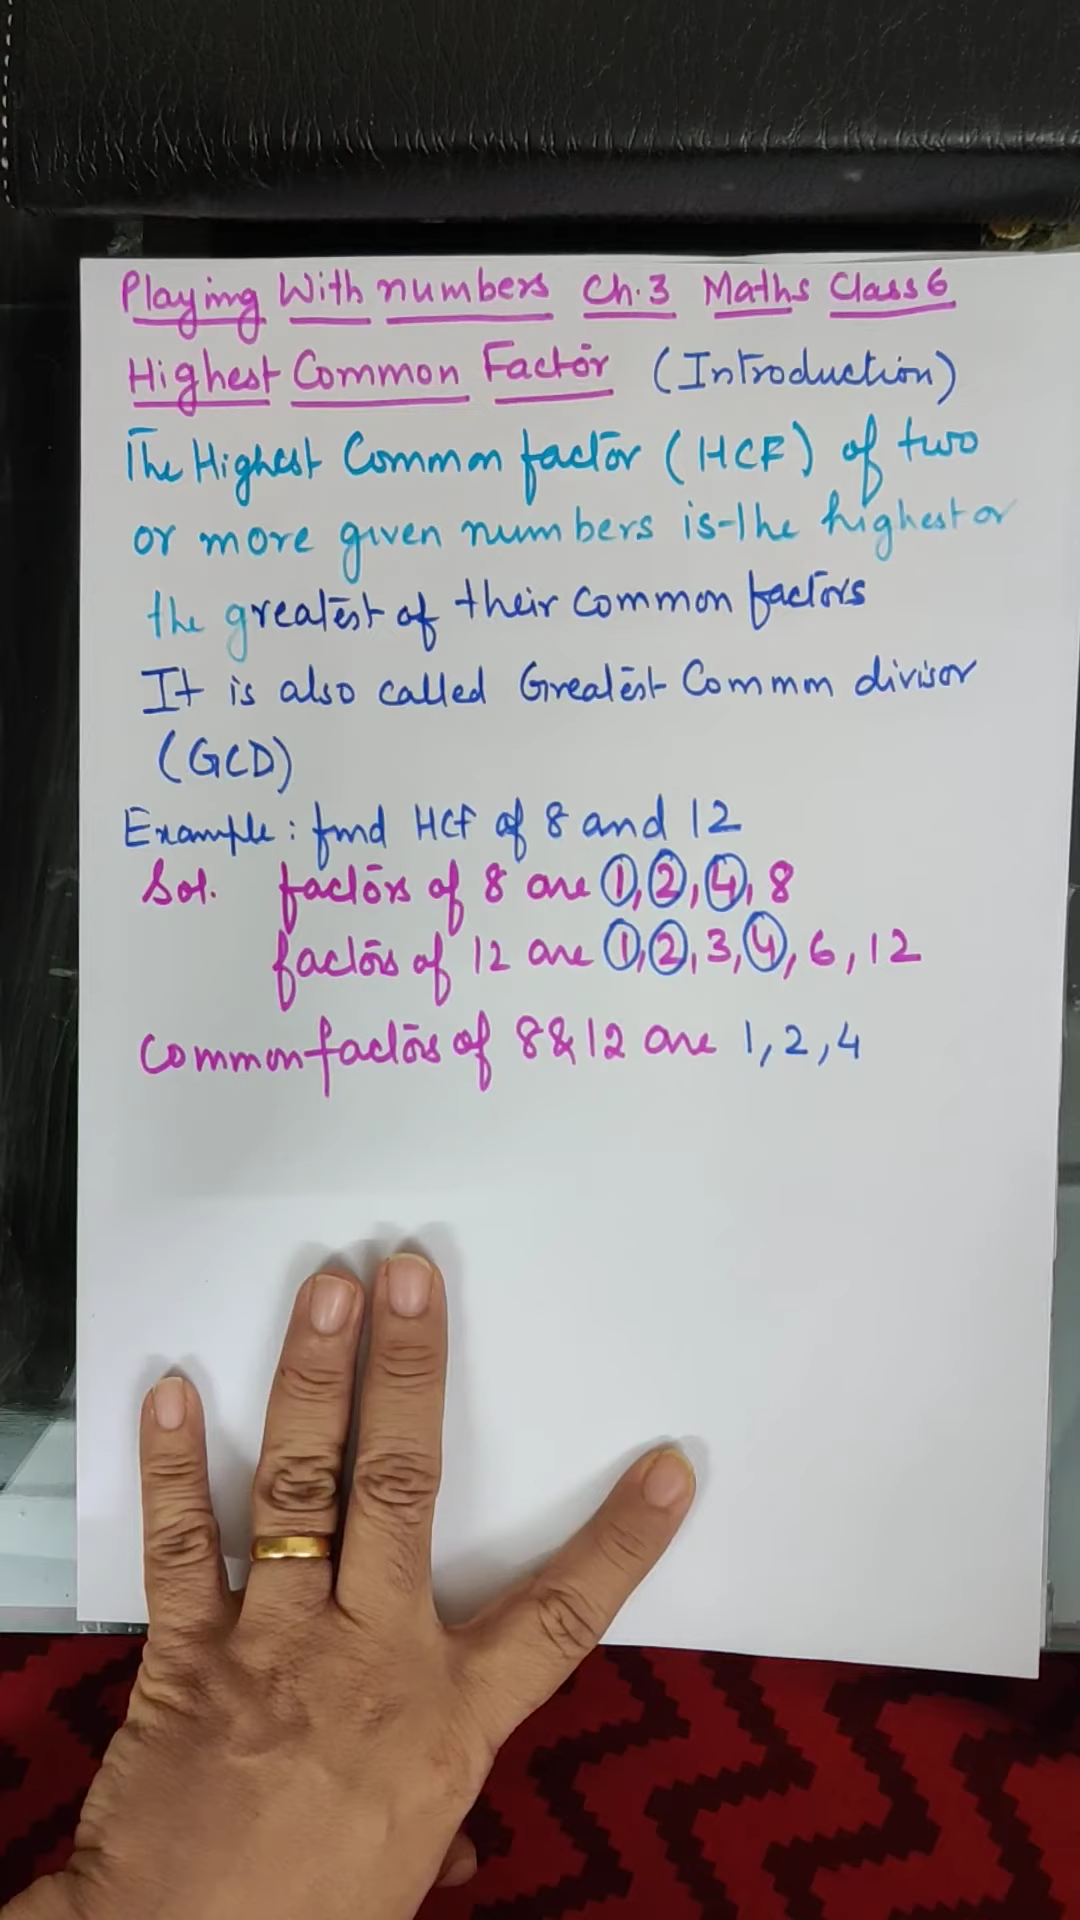 Playing With numbers Ch.3 Maths Class 6
Highest Common Factor (Introduction)
The Highest Common factor (HCF) of two
or more given numbers is the highest or
the greatest of their common factors
It is also called Greatest Common divisor
(GCD)
Example: find HCF of 8 and 12
Sol. factors of 8 are 1, 2, 4, 8
factors of 12 are 1, 2, 3, 4, 6, 12
Common factors of 8 & 12 are 1, 2, 4